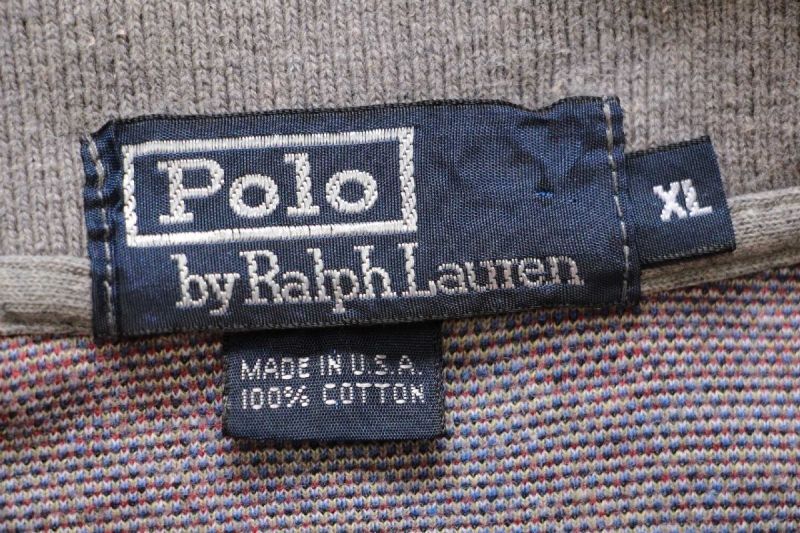 Polo
by Ralph Lauren
XL
MADE IN U.S.A.
100% COTTON